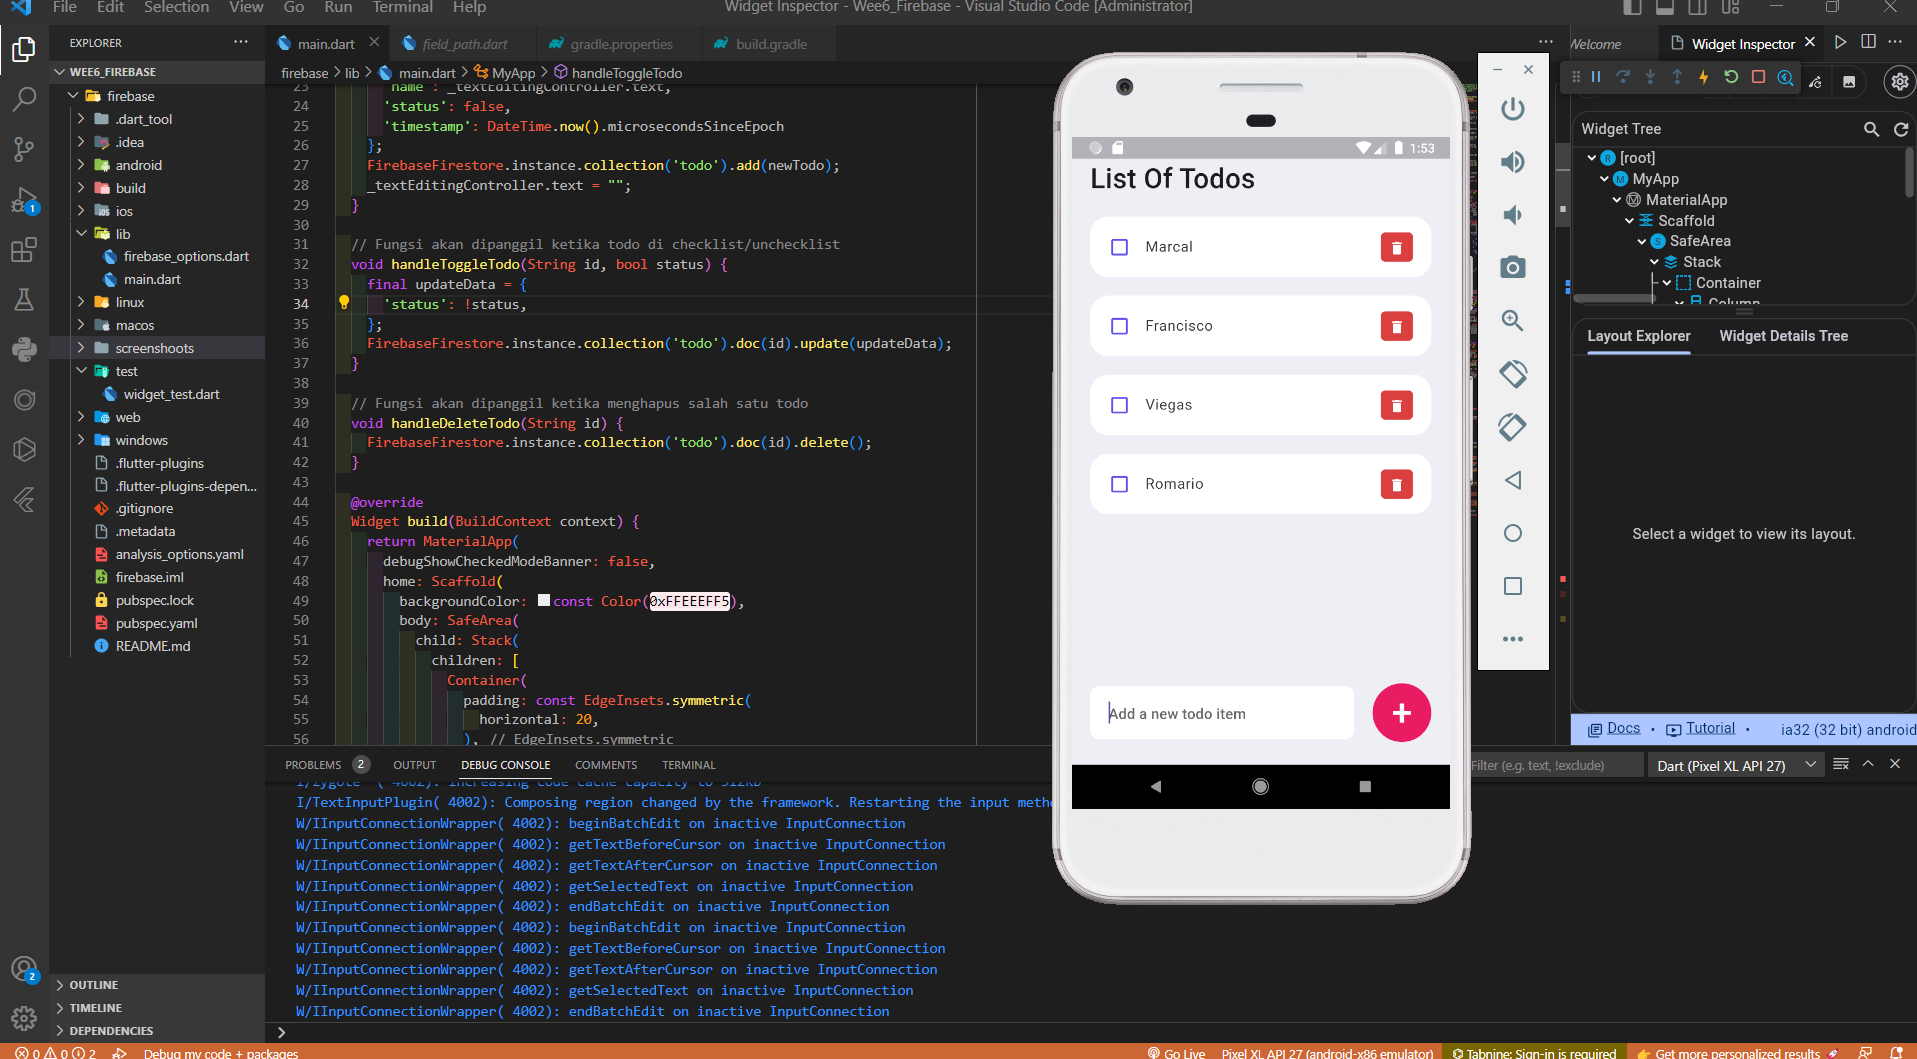 File Edit Selection View Go Run Terminal Help
Widget Inspector - Wee6_Firebase - Visual Studio Code [Administrator]
EXPLORER
WEE6_FIREBASE
firebase
.dart_tool
.idea
android
build
ios
lib
firebase_options.dart
main.dart
linux
macos
screenshoots
test
widget_test.dart
web
windows
.flutter-plugins
.flutter-plugins-depen...
.gitignore
.metadata
analysis_options.yaml
firebase.iml
pubspec.lock
pubspec.yaml
README.md
OUTLINE
TIMELINE
DEPENDENCIES
main.dart field_path.dart gradle.properties build.gradle
firebase > lib > main.dart > MyApp > handleToggleTodo
23 'name': _textEditingController.text,
24 'status': false,
25 'timestamp': DateTime.now().microsecondsSinceEpoch
26 };
27 FirebaseFirestore.instance.collection('todo').add(newTodo);
28 _textEditingController.text = "";
29 }
30
31 // Fungsi akan dipanggil ketika todo di checklist/unchecklist
32 void handleToggleTodo(String id, bool status) {
33 final updateData = {
34 'status': !status,
35 };
36 FirebaseFirestore.instance.collection('todo').doc(id).update(updateData);
37 }
38
39 // Fungsi akan dipanggil ketika menghapus salah satu todo
40 void handleDeleteTodo(String id) {
41 FirebaseFirestore.instance.collection('todo').doc(id).delete();
42 }
43
44 @override
45 Widget build(BuildContext context) {
46 return MaterialApp(
47 debugShowCheckedModeBanner: false,
48 home: Scaffold(
49 backgroundColor: const Color(0xFFEEEFF5),
50 body: SafeArea(
51 child: Stack(
52 children: [
53 Container(
54 padding: const EdgeInsets.symmetric(
55 horizontal: 20,
56 ), // EdgeInsets.symmetric
PROBLEMS 2 OUTPUT DEBUG CONSOLE COMMENTS TERMINAL
Filter (e.g. text, !exclude)
Dart (Pixel XL API 27)
I/zygote ( 4002): Increasing code cache capacity to 512KB
I/TextInputPlugin( 4002): Composing region changed by the framework. Restarting the input metho
W/IInputConnectionWrapper( 4002): beginBatchEdit on inactive InputConnection
W/IInputConnectionWrapper( 4002): getTextBeforeCursor on inactive InputConnection
W/IInputConnectionWrapper( 4002): getTextAfterCursor on inactive InputConnection
W/IInputConnectionWrapper( 4002): getSelectedText on inactive InputConnection
W/IInputConnectionWrapper( 4002): endBatchEdit on inactive InputConnection
W/IInputConnectionWrapper( 4002): beginBatchEdit on inactive InputConnection
W/IInputConnectionWrapper( 4002): getTextBeforeCursor on inactive InputConnection
W/IInputConnectionWrapper( 4002): getTextAfterCursor on inactive InputConnection
W/IInputConnectionWrapper( 4002): getSelectedText on inactive InputConnection
W/IInputConnectionWrapper( 4002): endBatchEdit on inactive InputConnection
1:53
List Of Todos
Marcal
Francisco
Viegas
Romario
Add a new todo item
Welcome
Widget Inspector
Widget Tree
[root]
MyApp
MaterialApp
Scaffold
SafeArea
Stack
Container
Column
Layout Explorer Widget Details Tree
Select a widget to view its layout.
Docs • Tutorial • ia32 (32 bit) android
0 0 2 Debug my code + packages
Go Live Pixel XL API 27 (android-x86 emulator) Tabnine: Sign-in is required Get more personalized results
1
2